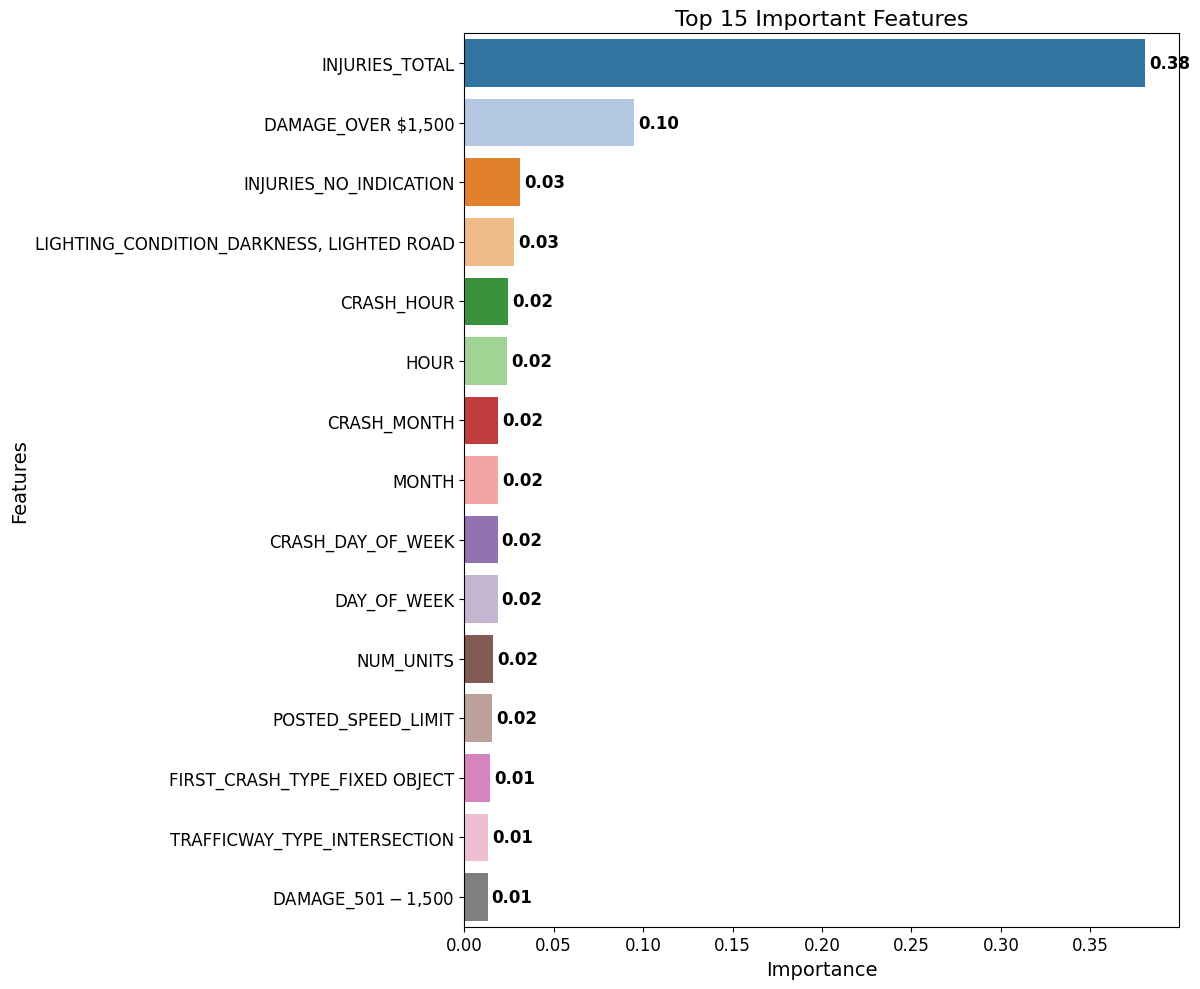 Top 15 Important Features
INJURIES_TOTAL 0.38
DAMAGE_OVER $1,500 0.10
INJURIES_NO_INDICATION 0.03
LIGHTING_CONDITION_DARKNESS, LIGHTED ROAD 0.03
CRASH_HOUR 0.02
HOUR 0.02
CRASH_MONTH 0.02
MONTH 0.02
CRASH_DAY_OF_WEEK 0.02
DAY_OF_WEEK 0.02
NUM_UNITS 0.02
POSTED_SPEED_LIMIT 0.02
FIRST_CRASH_TYPE_FIXED OBJECT 0.01
TRAFFICWAY_TYPE_INTERSECTION 0.01
DAMAGE_501 − 1,500 0.01
Features
0.00 0.05 0.10 0.15 0.20 0.25 0.30 0.35
Importance